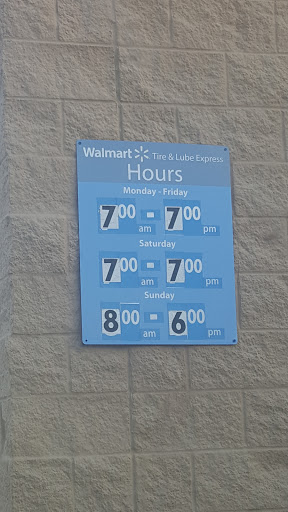 Walmart Tire & Lube Express
Hours
Monday - Friday
7:00 am - 7:00 pm
Saturday
7:00 am - 7:00 pm
Sunday
8:00 am - 6:00 pm